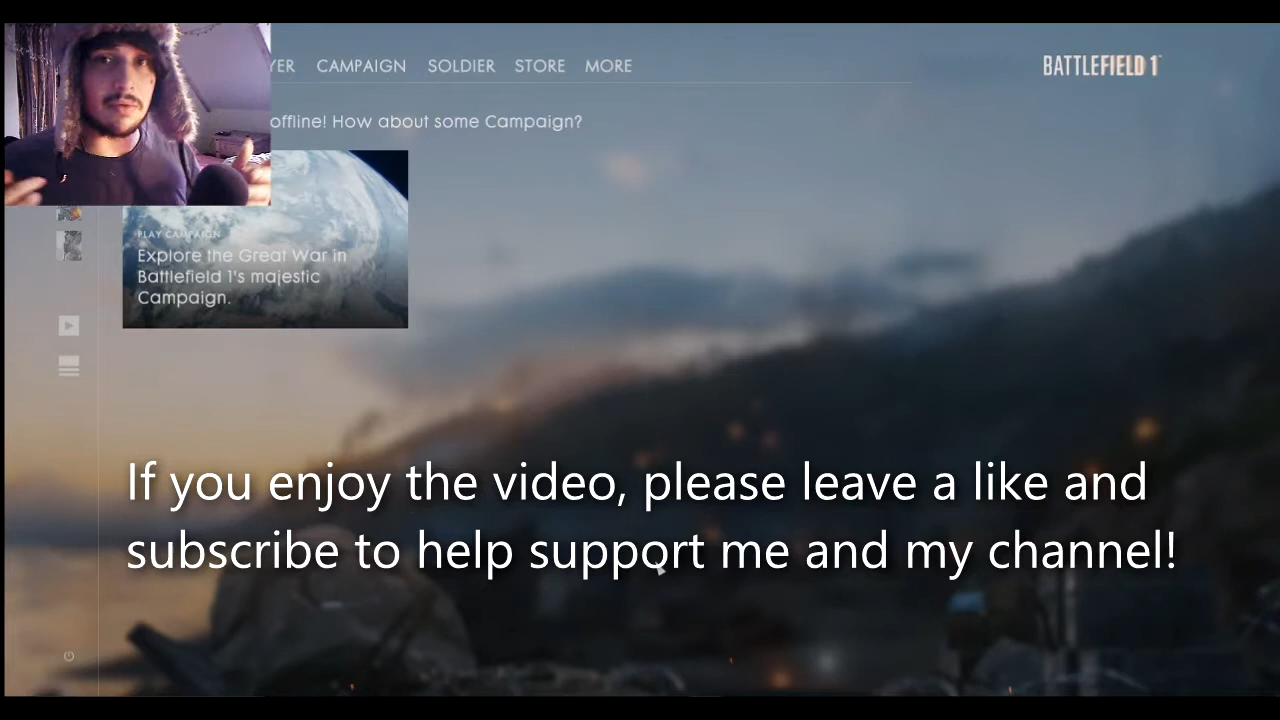 YER CAMPAIGN SOLDIER STORE MORE
BATTLEFIELD 1
offline! How about some Campaign?
PLAY CAMPAIGN
Explore the Great War in
Battlefield 1's majestic
Campaign.
If you enjoy the video, please leave a like and
subscribe to help support me and my channel!